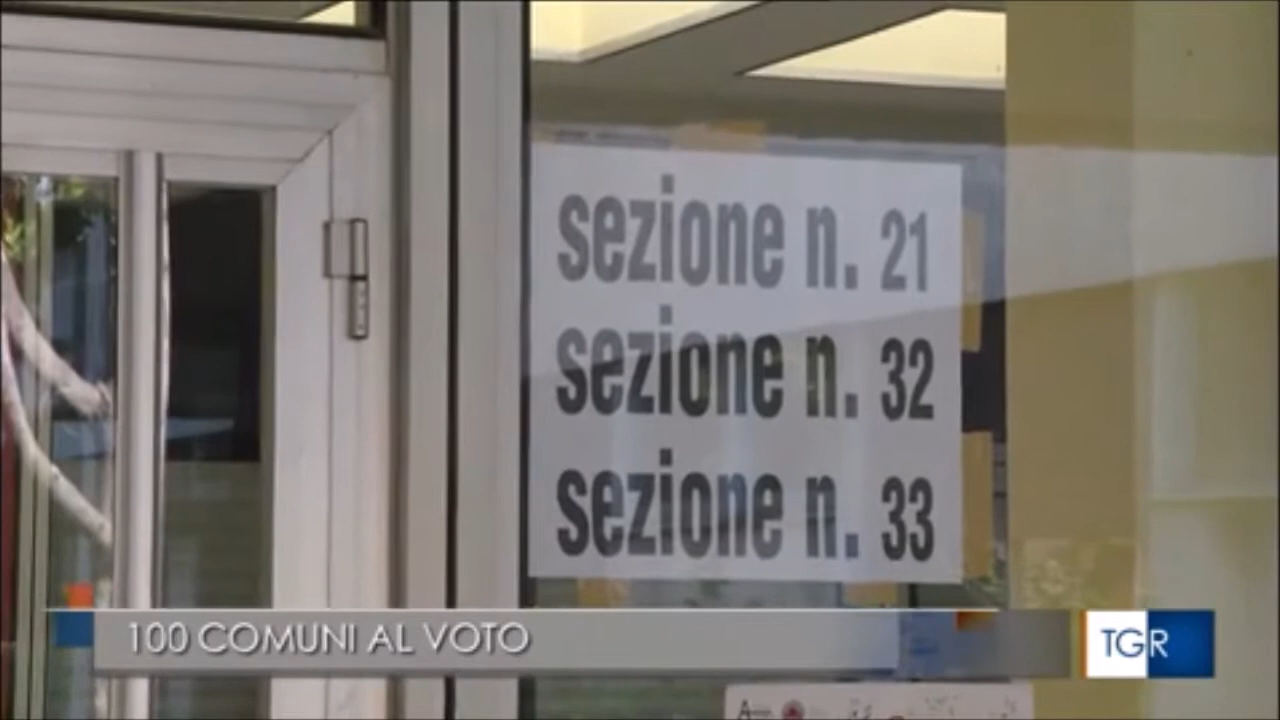 sezione n. 21
sezione n. 32
sezione n. 33
100 COMUNI AL VOTO
TGR